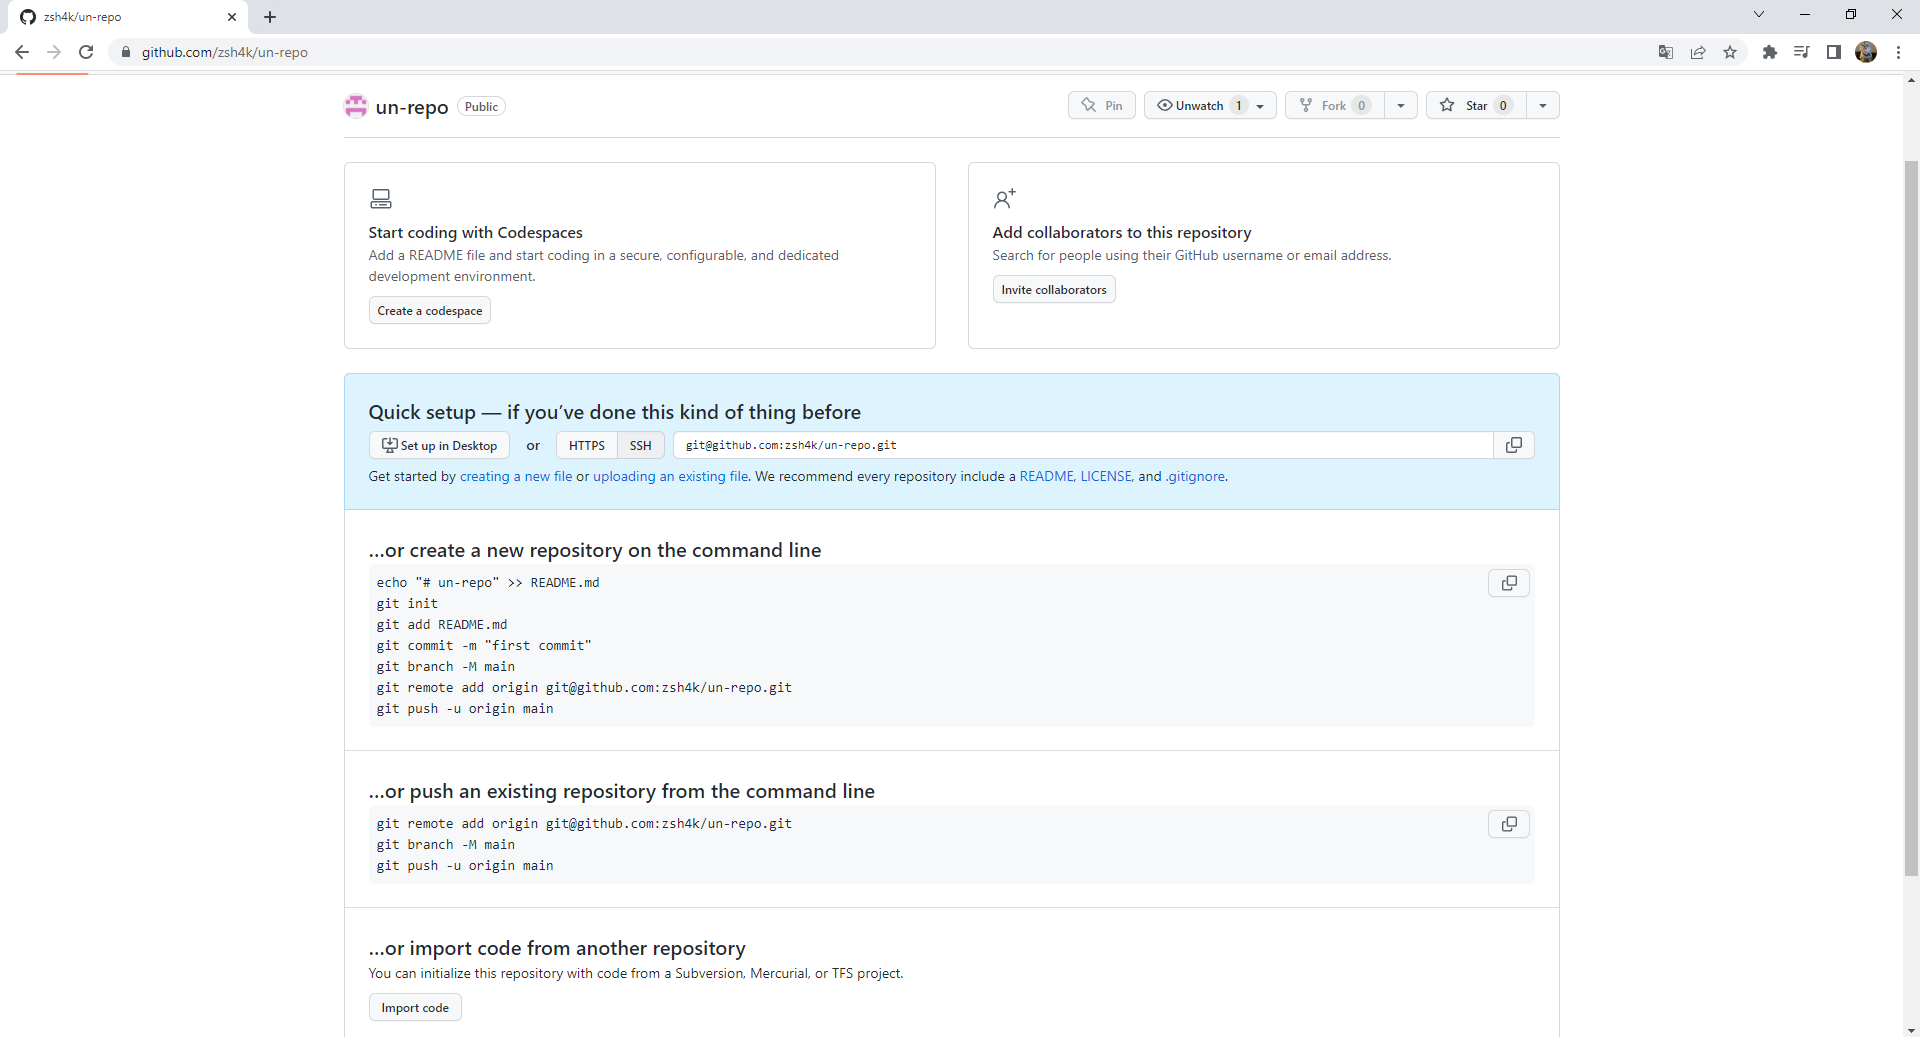 zsh4k/un-repo
github.com/zsh4k/un-repo
un-repo Public
Pin
Unwatch 1
Fork 0
Star 0
Start coding with Codespaces
Add a README file and start coding in a secure, configurable, and dedicated
development environment.
Create a codespace
Add collaborators to this repository
Search for people using their GitHub username or email address.
Invite collaborators
Quick setup — if you’ve done this kind of thing before
Set up in Desktop or HTTPS SSH git@github.com:zsh4k/un-repo.git
Get started by creating a new file or uploading an existing file. We recommend every repository include a README, LICENSE, and .gitignore.
…or create a new repository on the command line
echo "# un-repo" >> README.md
git init
git add README.md
git commit -m "first commit"
git branch -M main
git remote add origin git@github.com:zsh4k/un-repo.git
git push -u origin main
…or push an existing repository from the command line
git remote add origin git@github.com:zsh4k/un-repo.git
git branch -M main
git push -u origin main
…or import code from another repository
You can initialize this repository with code from a Subversion, Mercurial, or TFS project.
Import code